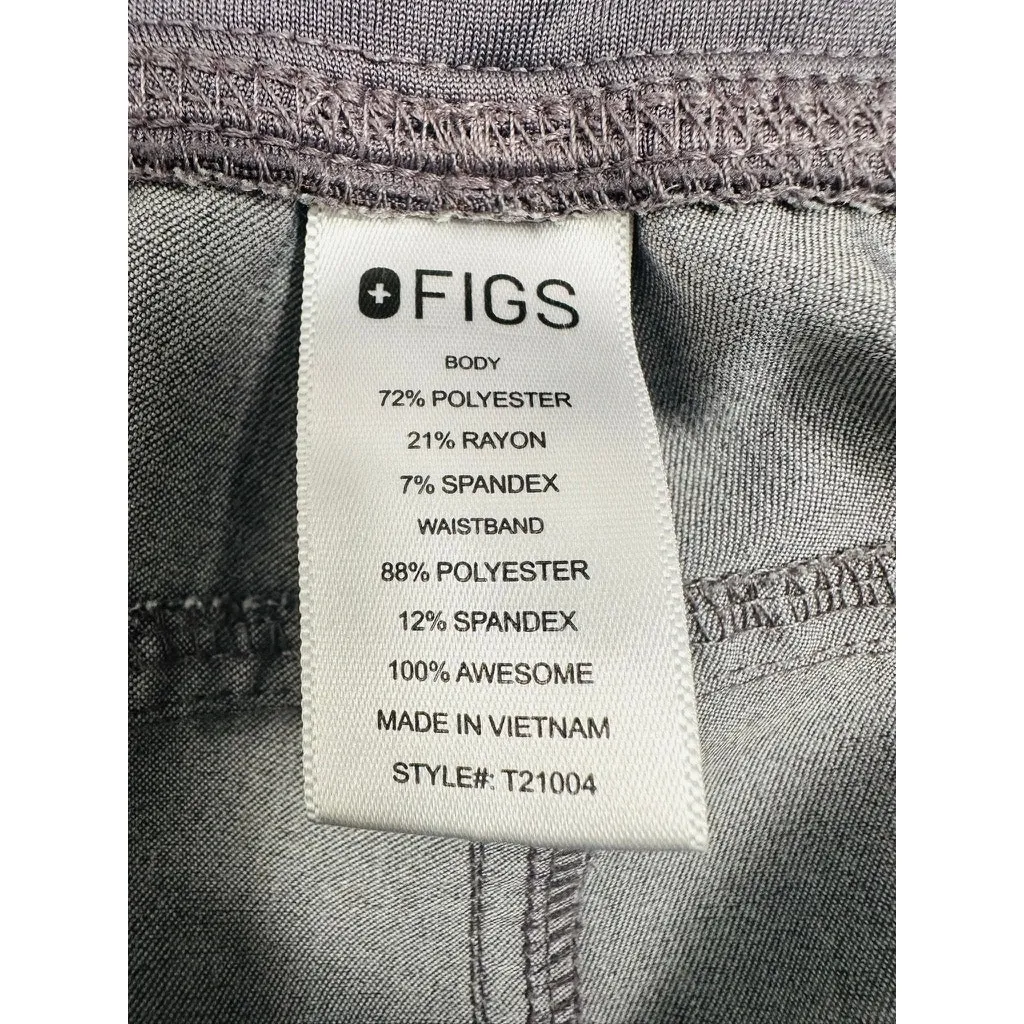 FIGS
BODY
72% POLYESTER
21% RAYON
7% SPANDEX
WAISTBAND
88% POLYESTER
12% SPANDEX
100% AWESOME
MADE IN VIETNAM
STYLE#: T21004